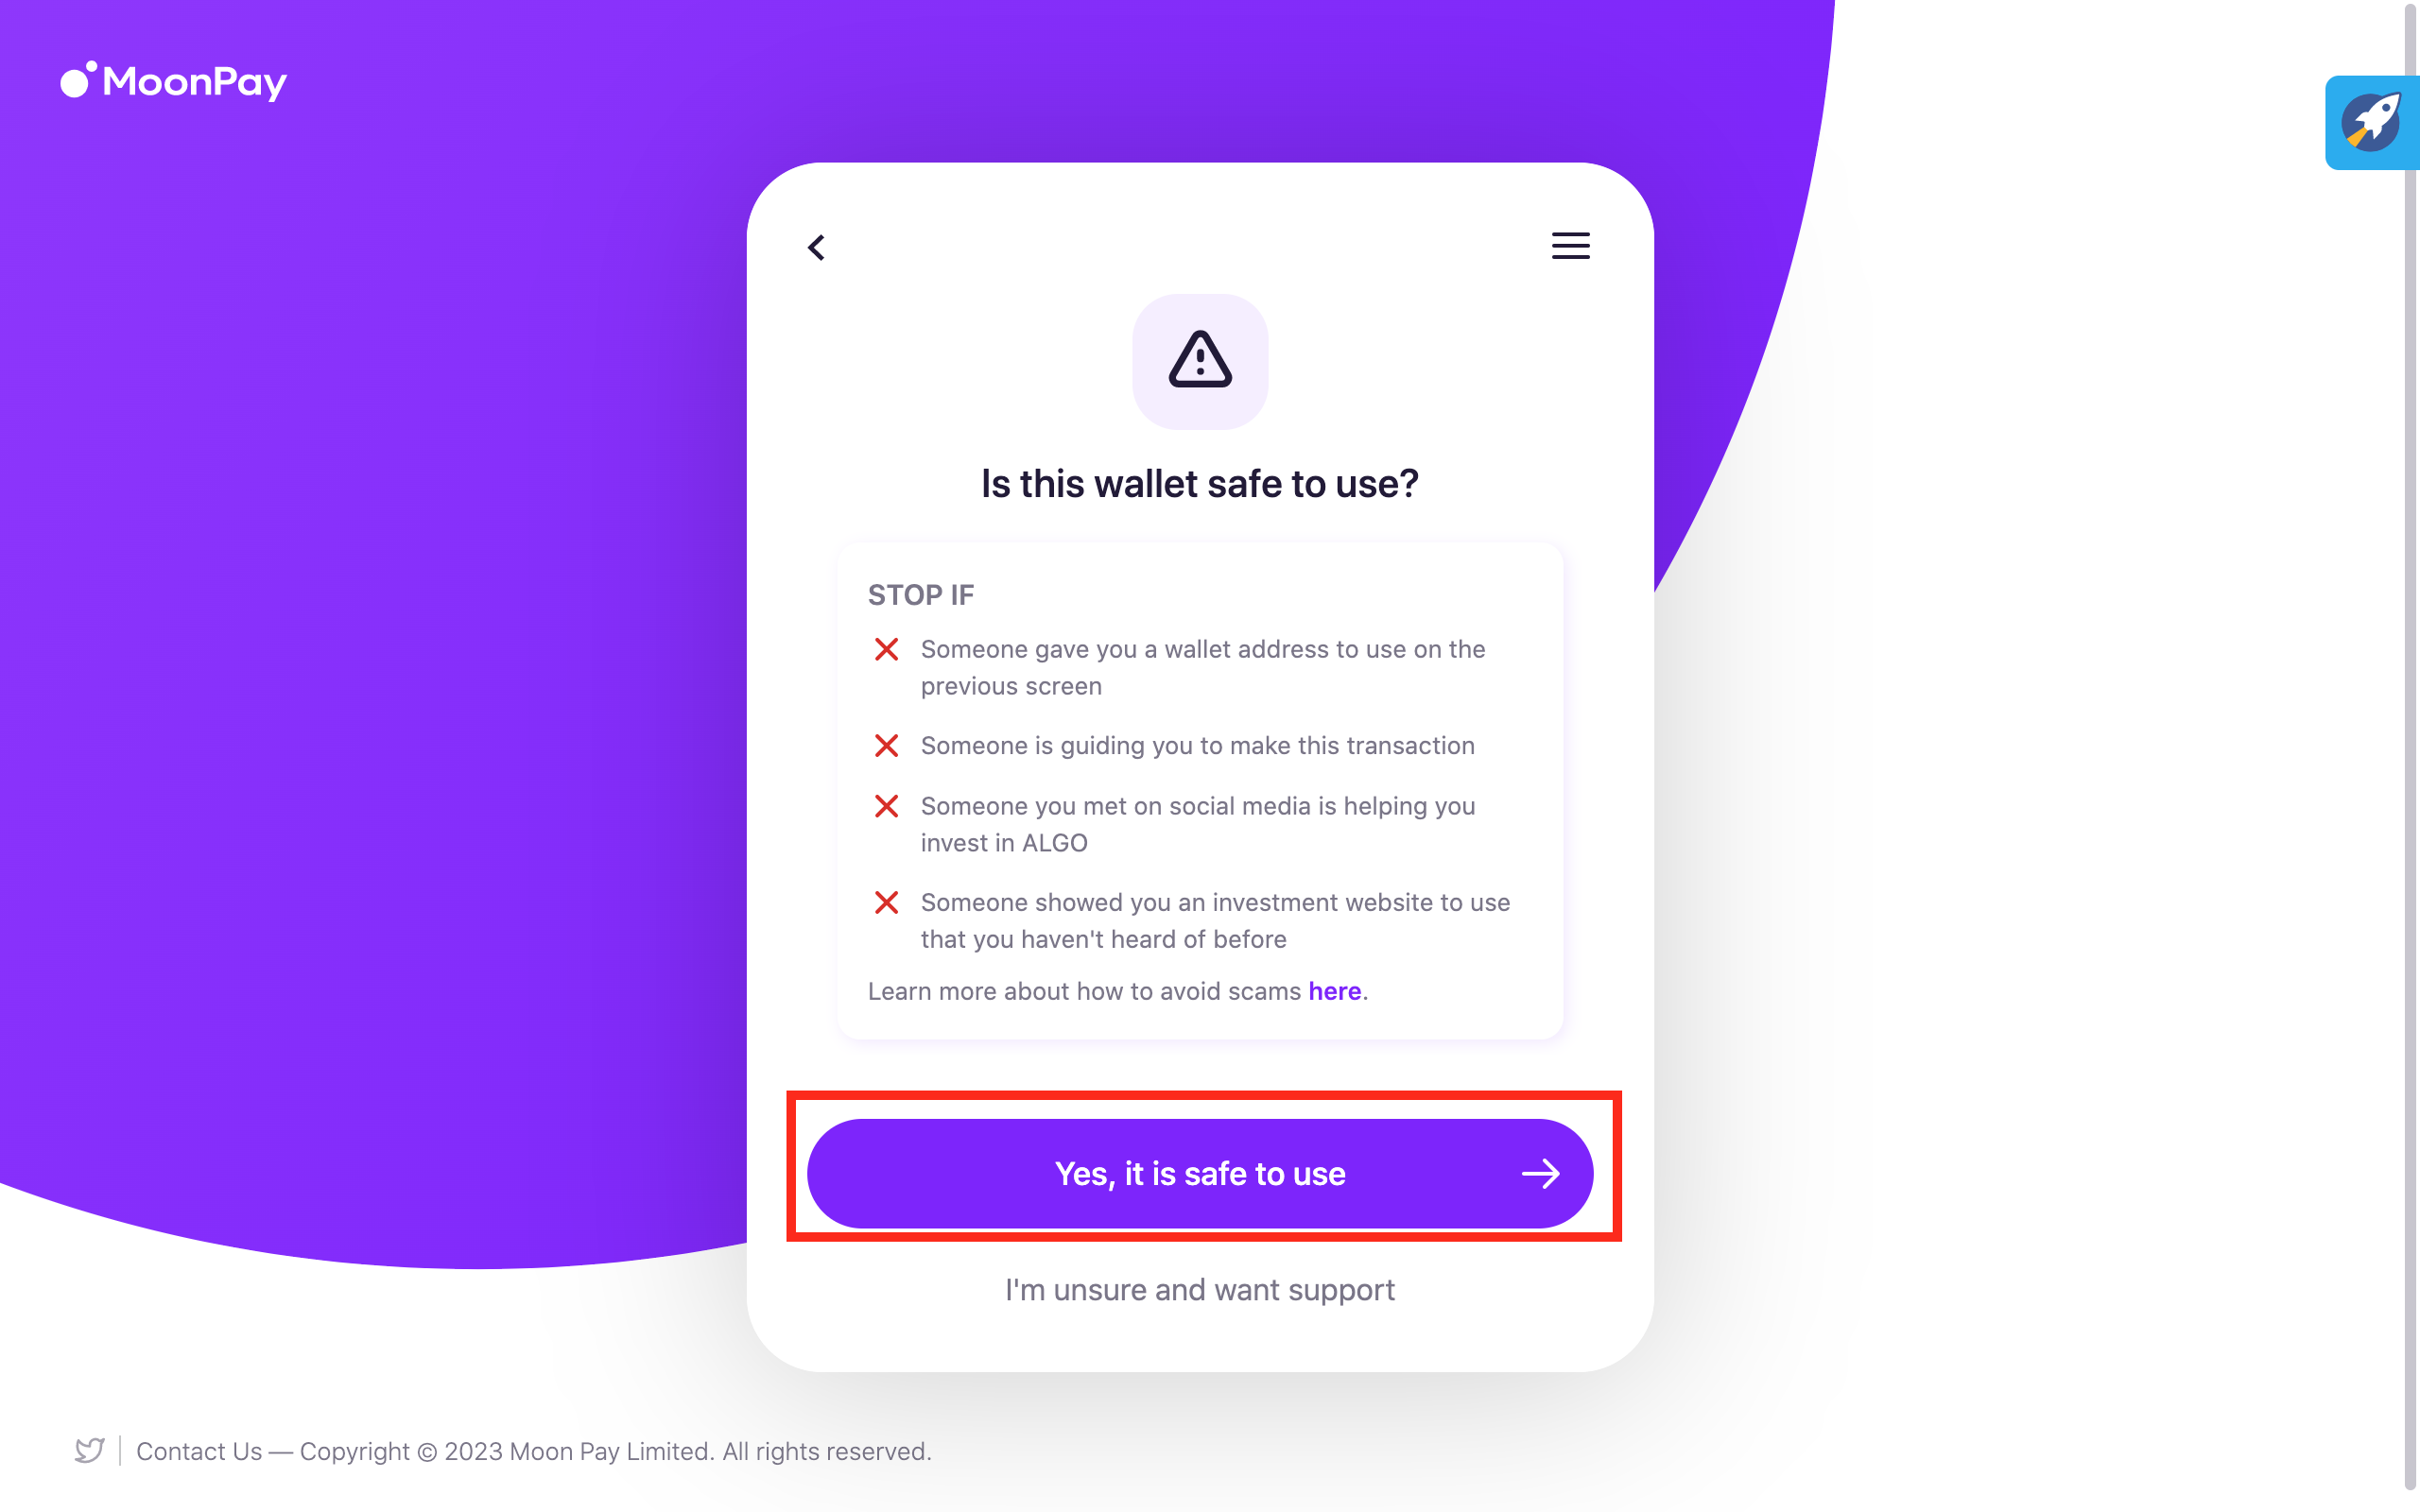 MoonPay
Is this wallet safe to use?
STOP IF
Someone gave you a wallet address to use on the
previous screen
Someone is guiding you to make this transaction
Someone you met on social media is helping you
invest in ALGO
Someone showed you an investment website to use
that you haven't heard of before
Learn more about how to avoid scams here.
Yes, it is safe to use
I'm unsure and want support
Contact Us — Copyright © 2023 Moon Pay Limited. All rights reserved.